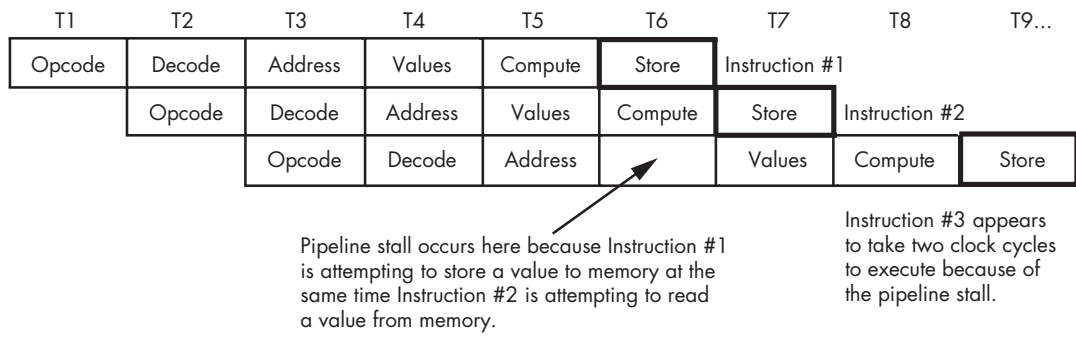 T1 T2 T3 T4 T5 T6 T7 T8 T9...
Opcode Decode Address Values Compute Store Instruction #1
Opcode Decode Address Values Compute Store Instruction #2
Opcode Decode Address Values Compute Store
Pipeline stall occurs here because Instruction #1
is attempting to store a value to memory at the
same time Instruction #2 is attempting to read
a value from memory.
Instruction #3 appears
to take two clock cycles
to execute because of
the pipeline stall.